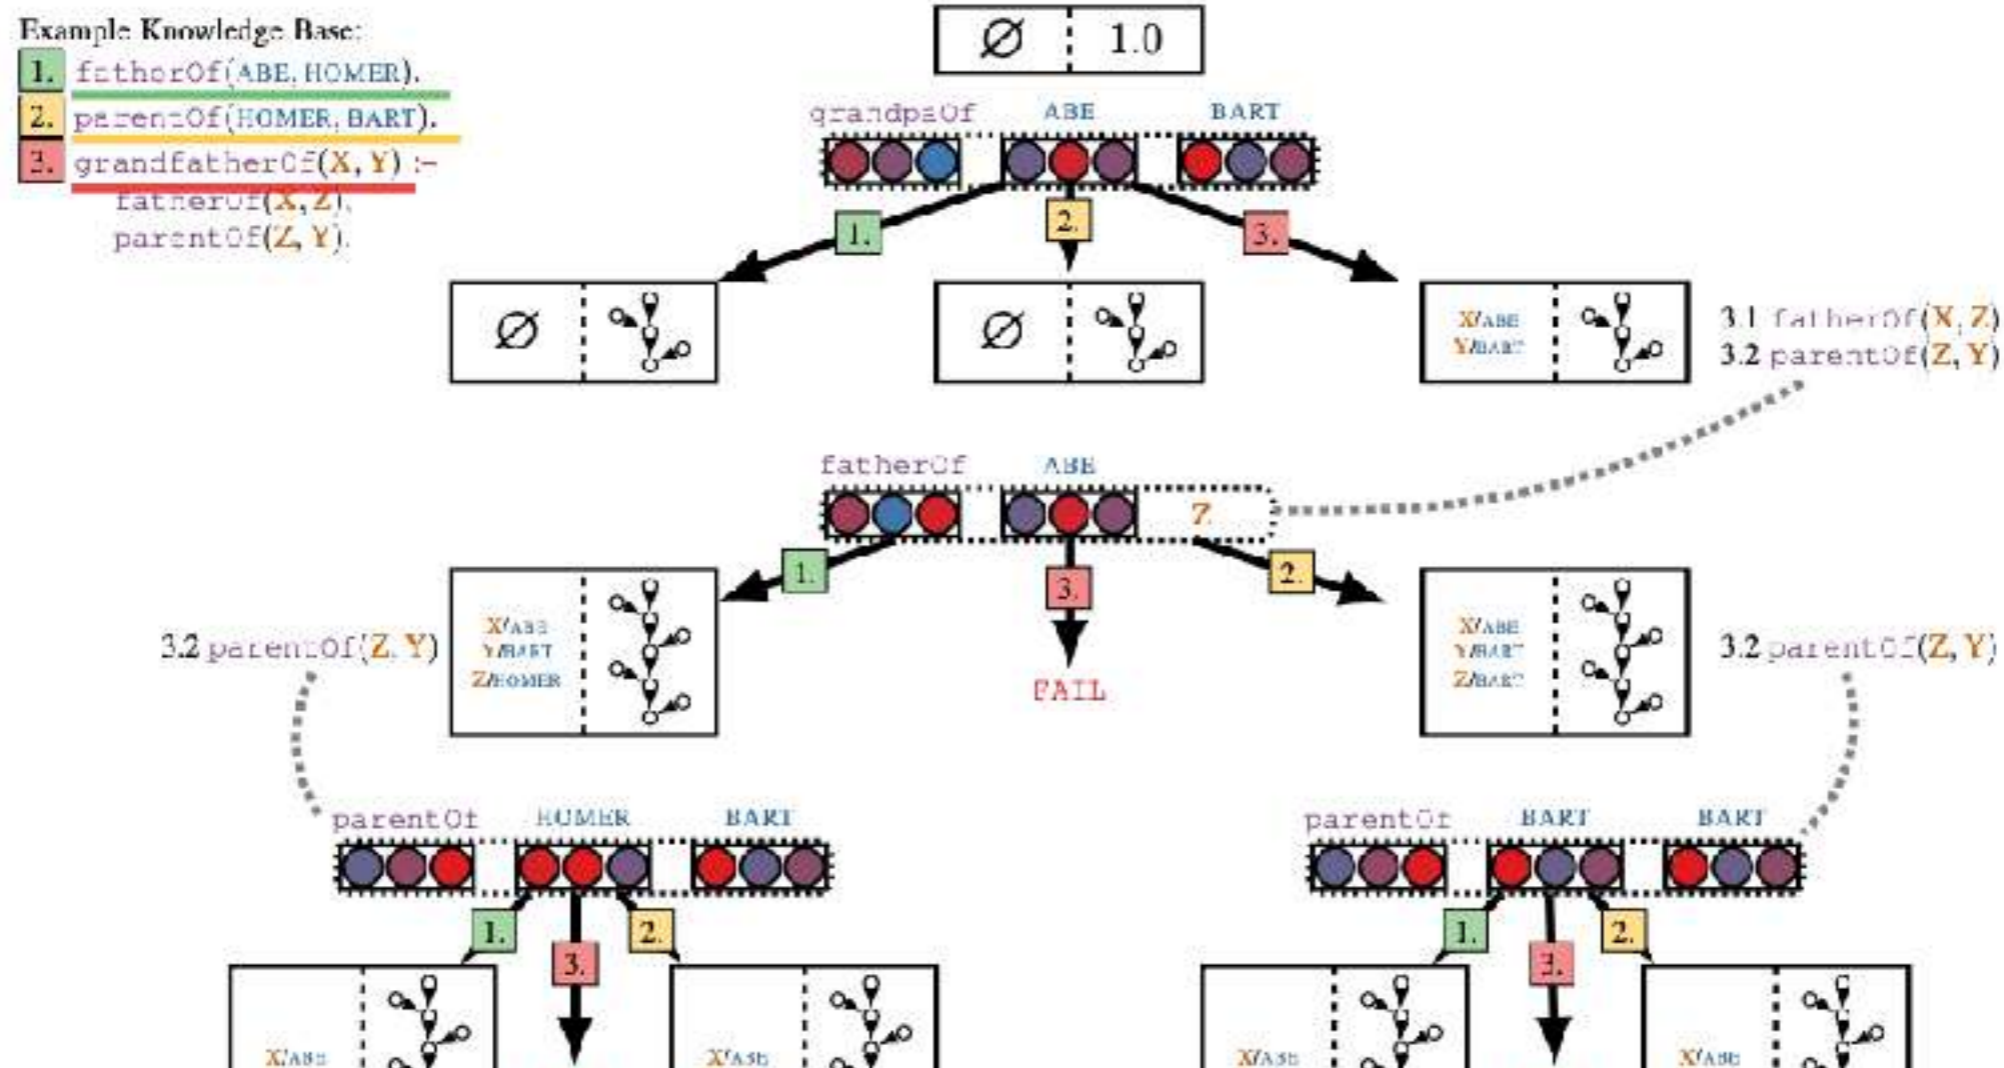 Example Knowledge Base:
1. fatherOf(ABE, HOMER).
2. parentOf(HOMER, BART).
3. grandfatherOf(X, Y) :–
fatherOf(X, Z),
parentOf(Z, Y).
∅ 1.0
grandpaOf ABE BART
1. 2. 3.
∅ ∅ X/ABE
Y/BART
3.1 fatherOf(X, Z)
3.2 parentOf(Z, Y)
fatherOf ABE Z
1. 3. 2.
3.2 parentOf(Z, Y)
X/ABE
Y/BART
Z/HOMER
FAIL
X/ABE
Y/BART
Z/BART
3.2 parentOf(Z, Y)
parentOf HOMER BART
1. 3. 2.
parentOf BART BART
1. 3. 2.
X/ABE X/ABE X/ABE X/ABE